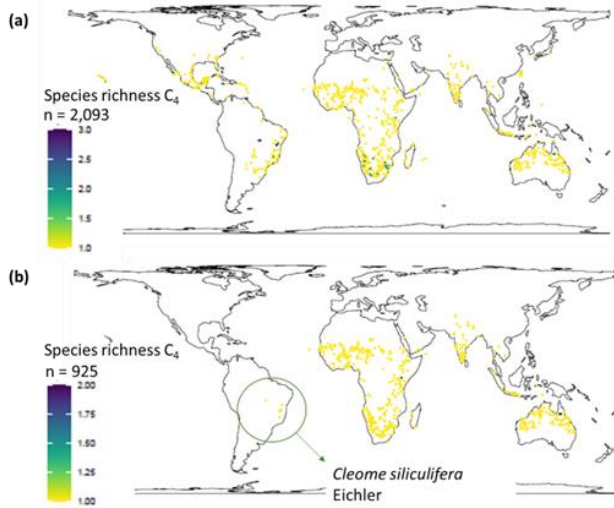 (a)
Species richness C₄
n = 2,093
3.0
2.5
2.0
1.5
1.0
(b)
Species richness C₄
n = 925
2.00
1.75
1.50
1.25
1.00
Cleome siliculifera
Eichler